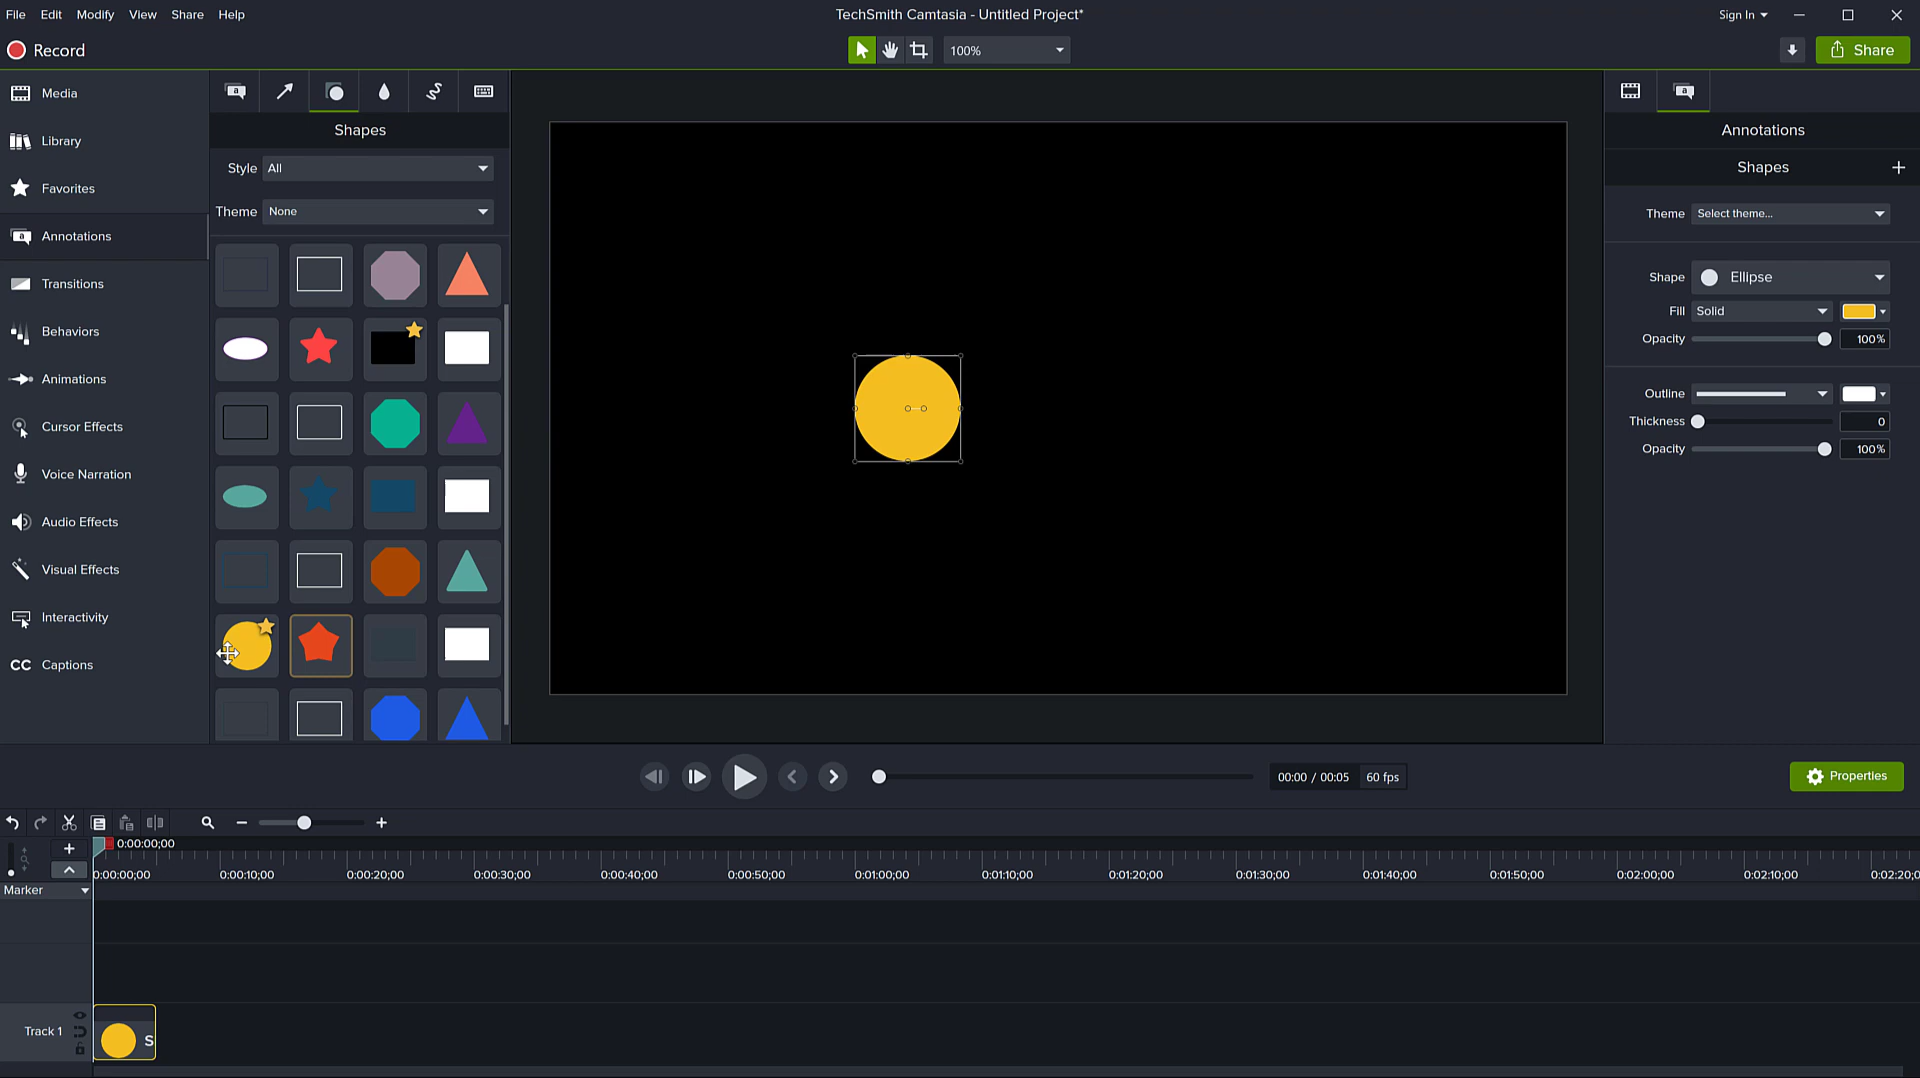 File Edit Modify View Share Help
TechSmith Camtasia - Untitled Project*
Sign In
Record
100%
Share
Media
Library
Favorites
Annotations
Transitions
Behaviors
Animations
Cursor Effects
Voice Narration
Audio Effects
Visual Effects
Interactivity
CC Captions
a
Shapes
Style All
Theme None
a
Annotations
Shapes
Theme Select theme...
Shape Ellipse
Fill Solid
Opacity 100%
Outline
Thickness 0
Opacity 100%
00:00 / 00:05 60 fps
Properties
0:00:00;00
0:00:00;00 0:00:10;00 0:00:20;00 0:00:30;00 0:00:40;00 0:00:50;00 0:01:00;00 0:01:10;00 0:01:20;00 0:01:30;00 0:01:40;00 0:01:50;00 0:02:00;00 0:02:10;00 0:02:20;0
Marker
Track 1
S